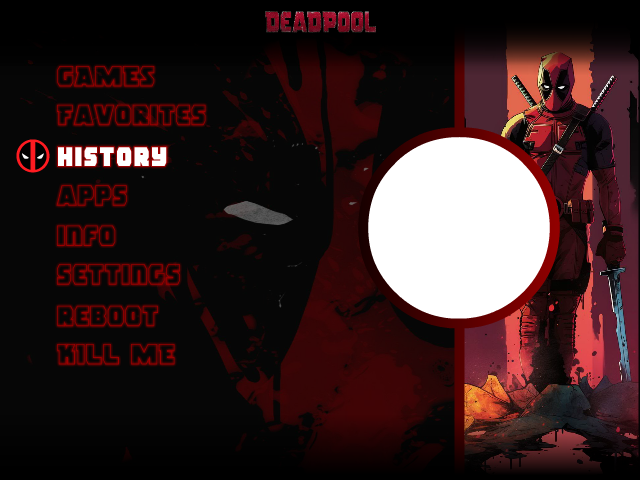 DEADPOOL
GAMES
FAVORITES
HISTORY
APPS
INFO
SETTINGS
REBOOT
KILL ME